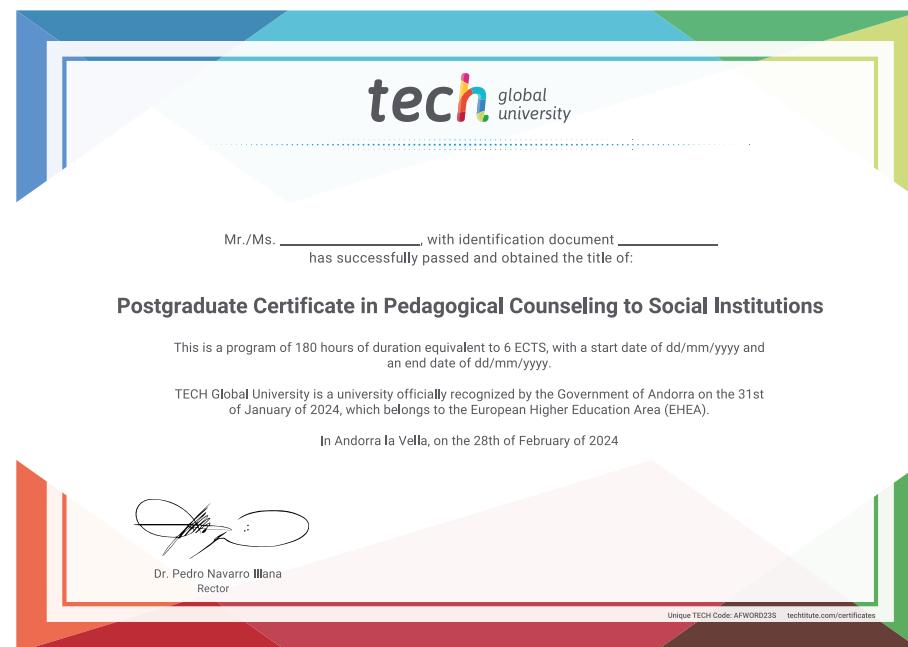 tech global university
Mr./Ms. ____________________, with identification document ______________
has successfully passed and obtained the title of:
Postgraduate Certificate in Pedagogical Counseling to Social Institutions
This is a program of 180 hours of duration equivalent to 6 ECTS, with a start date of dd/mm/yyyy and
an end date of dd/mm/yyyy.
TECH Global University is a university officially recognized by the Government of Andorra on the 31st
of January of 2024, which belongs to the European Higher Education Area (EHEA).
In Andorra la Vella, on the 28th of February of 2024
Dr. Pedro Navarro Illana
Rector
Unique TECH Code: AFWORD23S techtitute.com/certificates